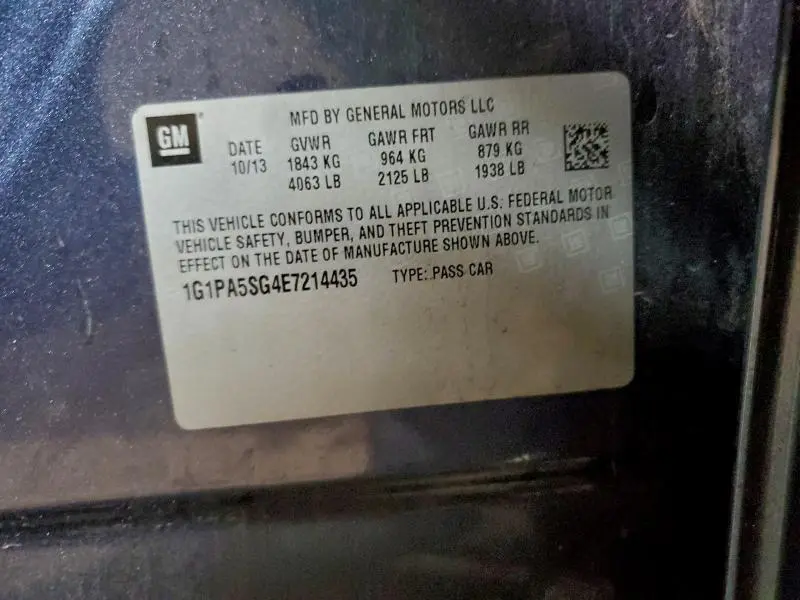 GM
MFD BY GENERAL MOTORS LLC
DATE GVWR GAWR FRT GAWR RR
10/13 1843 KG 964 KG 879 KG
4063 LB 2125 LB 1938 LB
THIS VEHICLE CONFORMS TO ALL APPLICABLE U.S. FEDERAL MOTOR
VEHICLE SAFETY, BUMPER, AND THEFT PREVENTION STANDARDS IN
EFFECT ON THE DATE OF MANUFACTURE SHOWN ABOVE.
1G1PA5SG4E7214435 TYPE: PASS CAR